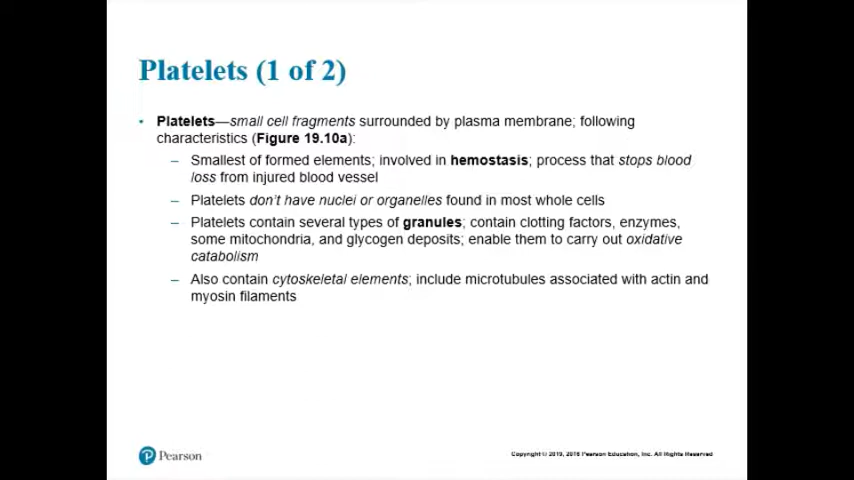 Platelets (1 of 2)
• Platelets—small cell fragments surrounded by plasma membrane; following
characteristics (Figure 19.10a):
– Smallest of formed elements; involved in hemostasis; process that stops blood
loss from injured blood vessel
– Platelets don't have nuclei or organelles found in most whole cells
– Platelets contain several types of granules; contain clotting factors, enzymes,
some mitochondria, and glycogen deposits; enable them to carry out oxidative
catabolism
– Also contain cytoskeletal elements; include microtubules associated with actin and
myosin filaments
P Pearson
Copyright © 2019, 2016 Pearson Education, Inc. All Rights Reserved